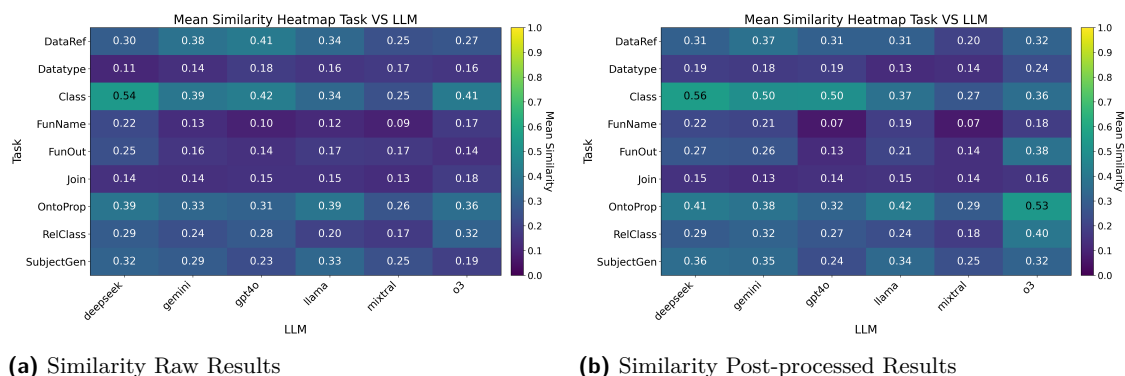 Mean Similarity Heatmap Task VS LLM
DataRef 0.30 0.38 0.41 0.34 0.25 0.27
Datatype 0.11 0.14 0.18 0.16 0.17 0.16
Class 0.54 0.39 0.42 0.34 0.25 0.41
FunName 0.22 0.13 0.10 0.12 0.09 0.17
FunOut 0.25 0.16 0.14 0.17 0.17 0.14
Join 0.14 0.14 0.15 0.15 0.13 0.18
OntoProp 0.39 0.33 0.31 0.39 0.26 0.36
RelClass 0.29 0.24 0.28 0.20 0.17 0.32
SubjectGen 0.32 0.29 0.23 0.33 0.25 0.19
Task
deepseek gemini gpt4o llama mixtral o3
LLM
1.0
0.9
0.8
0.7
0.6
0.5
0.4
0.3
0.2
0.1
0.0
Mean Similarity
(a) Similarity Raw Results
Mean Similarity Heatmap Task VS LLM
DataRef 0.31 0.37 0.31 0.31 0.20 0.32
Datatype 0.19 0.18 0.19 0.13 0.14 0.24
Class 0.56 0.50 0.50 0.37 0.27 0.36
FunName 0.22 0.21 0.07 0.19 0.07 0.18
FunOut 0.27 0.26 0.13 0.21 0.14 0.38
Join 0.15 0.13 0.14 0.15 0.14 0.16
OntoProp 0.41 0.38 0.32 0.42 0.29 0.53
RelClass 0.29 0.32 0.27 0.24 0.18 0.40
SubjectGen 0.36 0.35 0.24 0.34 0.25 0.32
Task
deepseek gemini gpt4o llama mixtral o3
LLM
1.0
0.9
0.8
0.7
0.6
0.5
0.4
0.3
0.2
0.1
0.0
Mean Similarity
(b) Similarity Post-processed Results